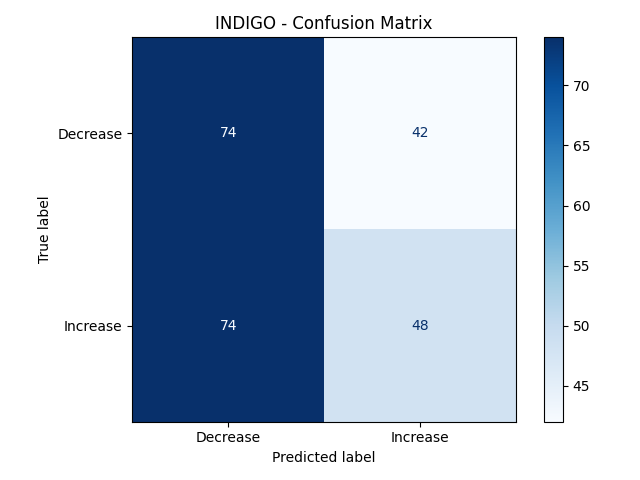 INDIGO - Confusion Matrix
True label
Decrease
74
42
Increase
74
48
Decrease
Increase
Predicted label
70
65
60
55
50
45